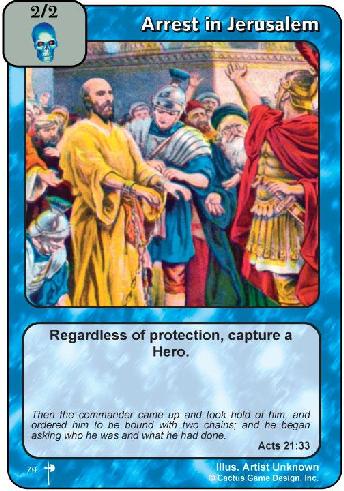 2/2
Arrest in Jerusalem
Regardless of protection, capture a
Hero.
Then the commander came up and took hold of him, and
ordered him to be bound with two chains; and he began
asking who he was and what he had done.
Acts 21:33
Illus. Artist Unknown
© Cactus Game Design, Inc.